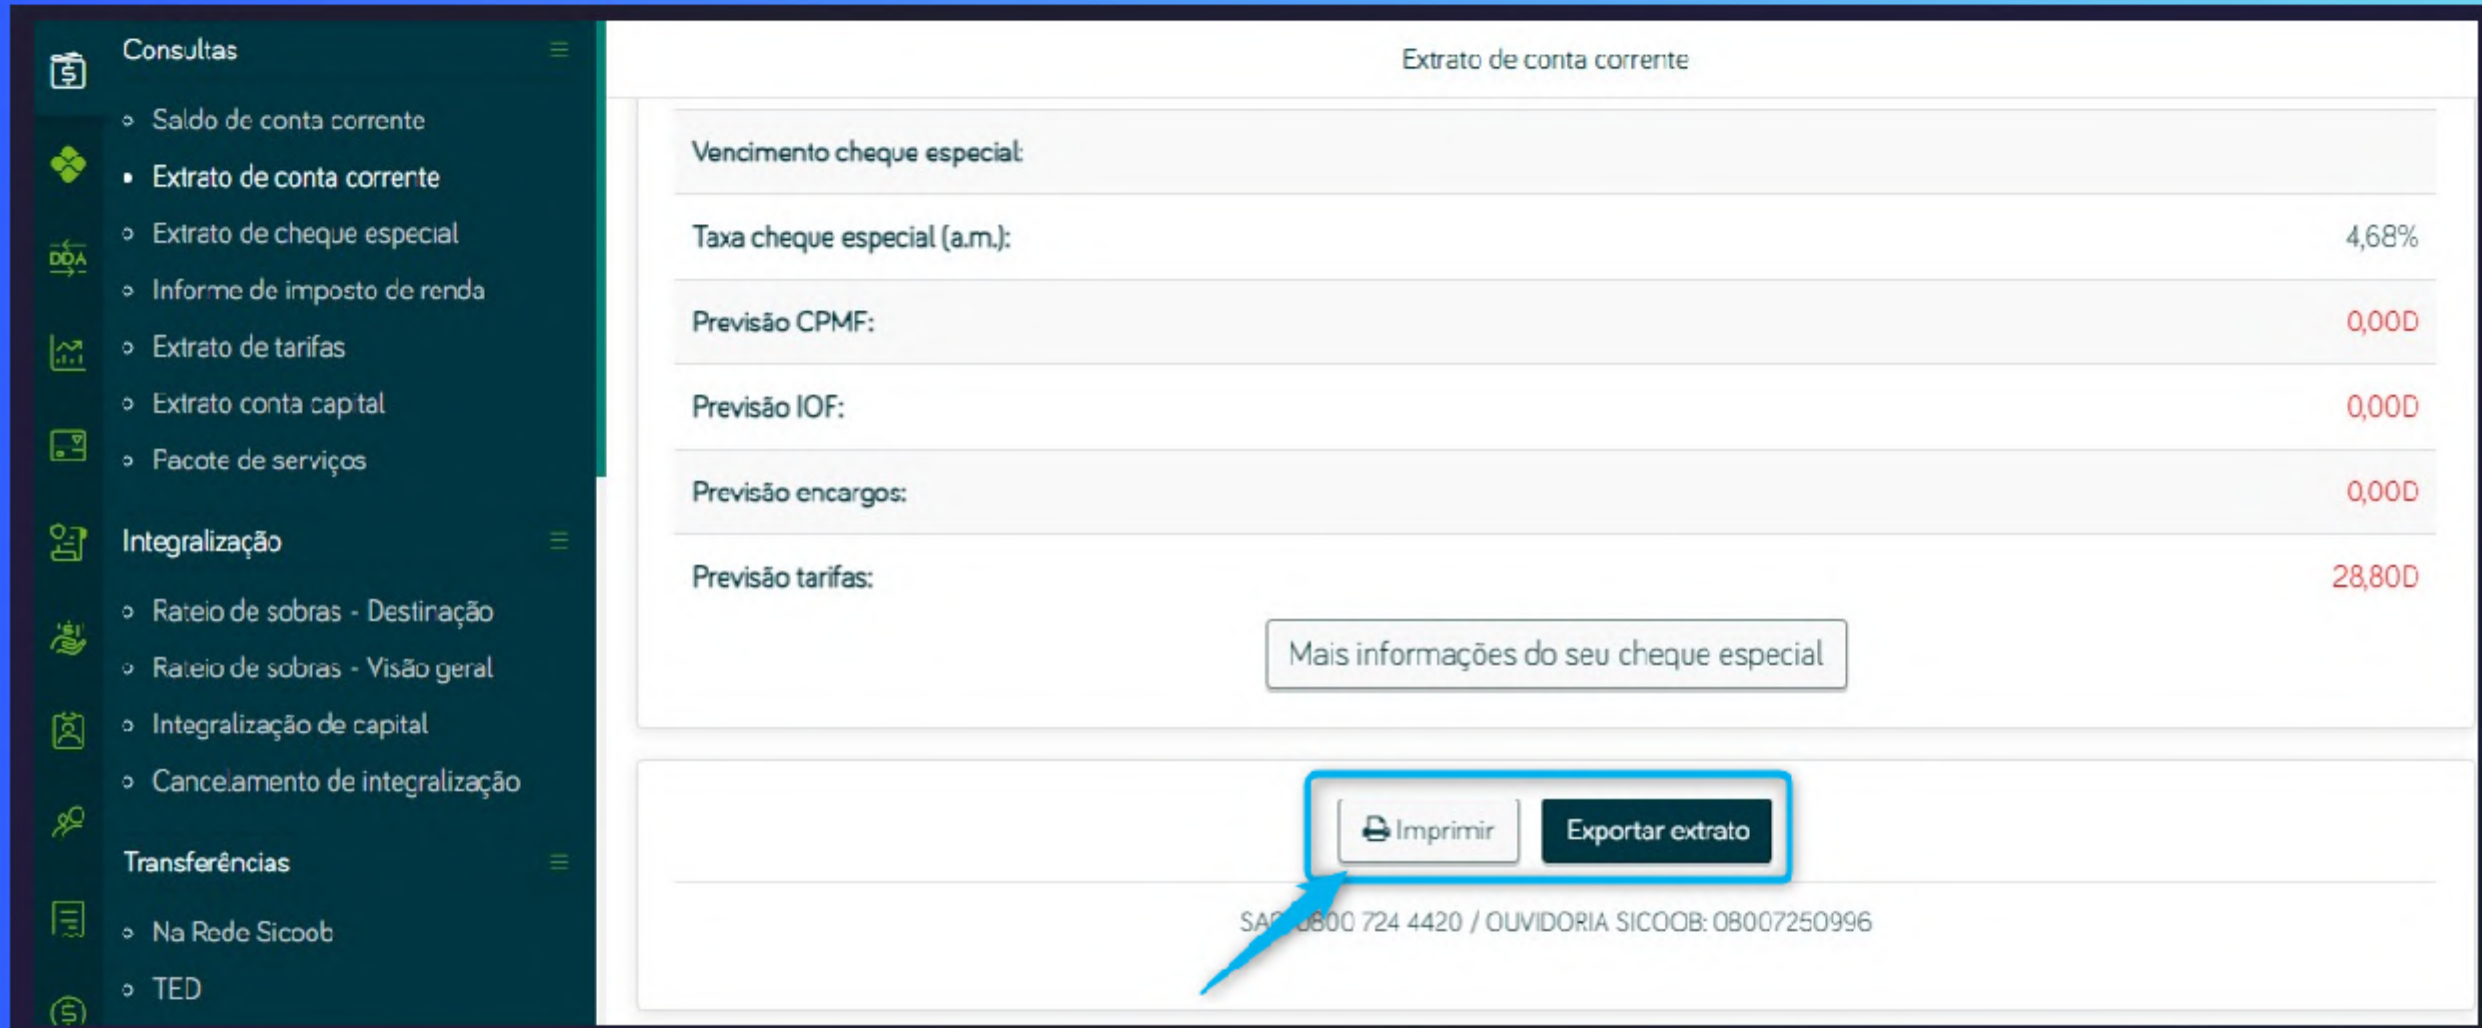 Consultas
Saldo de conta corrente
Extrato de conta corrente
Extrato de cheque especial
Informe de imposto de renda
Extrato de tarifas
Extrato conta capital
Pacote de serviços
Integralização
Rateio de sobras - Destinação
Rateio de sobras - Visão geral
Integralização de capital
Cancelamento de integralização
Transferências
Na Rede Sicoob
TED
DDA
Extrato de conta corrente
Vencimento cheque especial:
Taxa cheque especial (a.m.): 4,68%
Previsão CPMF: 0,00D
Previsão IOF: 0,00D
Previsão encargos: 0,00D
Previsão tarifas: 28,80D
Mais informações do seu cheque especial
Imprimir Exportar extrato
0800 724 4420 / OUVIDORIA SICOOB: 08007250996